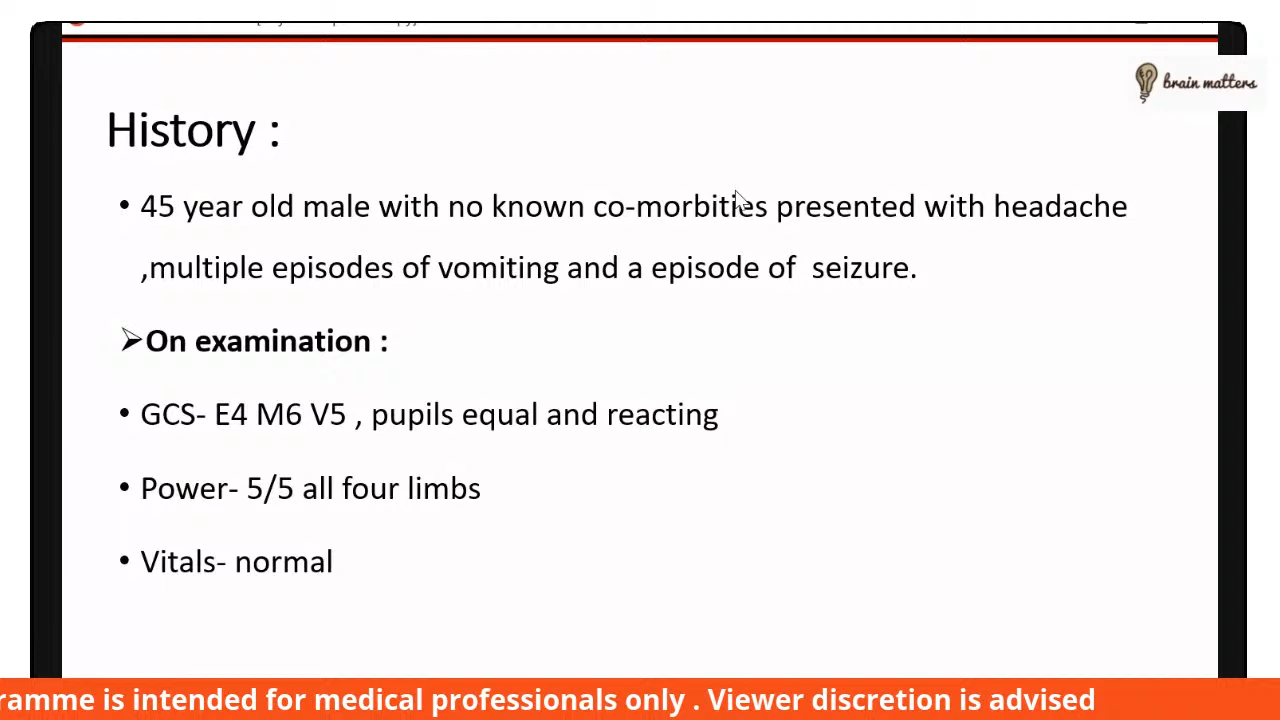 brain matters
History :
• 45 year old male with no known co-morbities presented with headache
,multiple episodes of vomiting and a episode of seizure.
➢On examination :
• GCS- E4 M6 V5 , pupils equal and reacting
• Power- 5/5 all four limbs
• Vitals- normal
ramme is intended for medical professionals only . Viewer discretion is advised